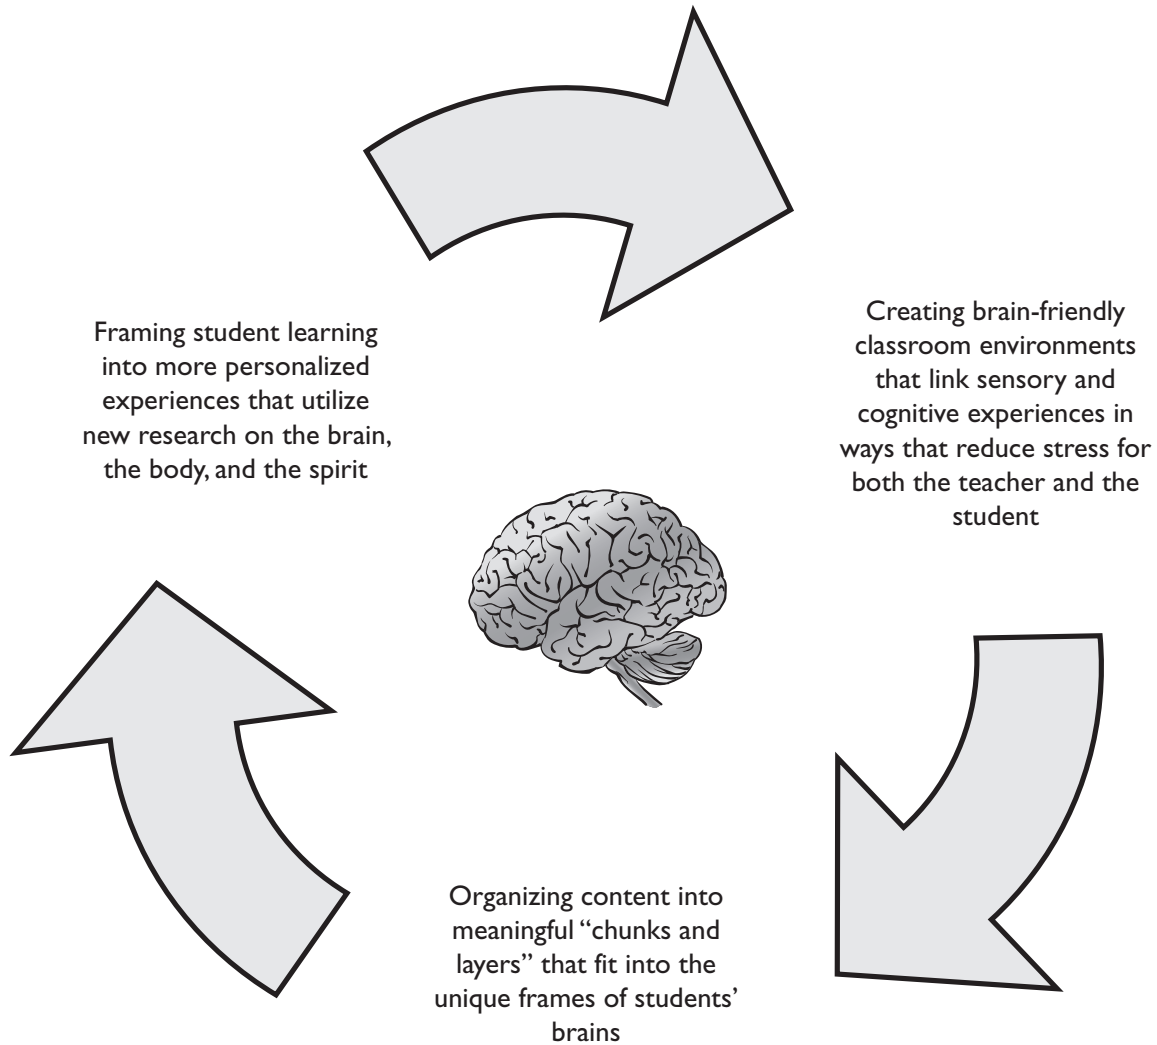 Framing student learning
into more personalized
experiences that utilize
new research on the brain,
the body, and the spirit
Creating brain-friendly
classroom environments
that link sensory and
cognitive experiences in
ways that reduce stress for
both the teacher and the
student
Organizing content into
meaningful “chunks and
layers” that fit into the
unique frames of students’
brains